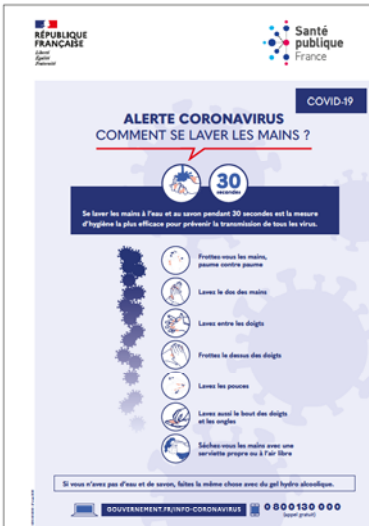 RÉPUBLIQUE
FRANÇAISE
Liberté
Égalité
Fraternité
Santé
publique
France
COVID-19
ALERTE CORONAVIRUS
COMMENT SE LAVER LES MAINS ?
30
secondes
Se laver les mains à l'eau et au savon pendant 30 secondes est la mesure
d'hygiène la plus efficace pour prévenir la transmission de tous les virus.
Frottez-vous les mains,
paume contre paume
Lavez le dos des mains
Lavez entre les doigts
Frottez le dessus des doigts
Lavez les pouces
Lavez aussi le bout des doigts
et les ongles
Séchez-vous les mains avec une
serviette propre ou à l'air libre
Si vous n'avez pas d'eau et de savon, faites la même chose avec du gel hydro alcoolique.
GOUVERNEMENT.FR/INFO-CORONAVIRUS
0 800 130 000
(appel gratuit)